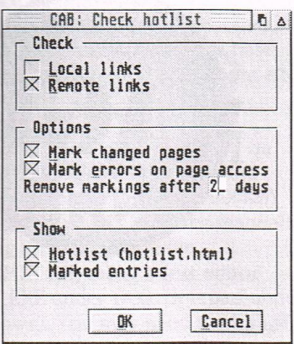 CAB: Check hotlist
Check
Local links
Remote links
Options
Mark changed pages
Mark errors on page access
Remove markings after 2 days
Show
Hotlist (hotlist.html)
Marked entries
OK
Cancel